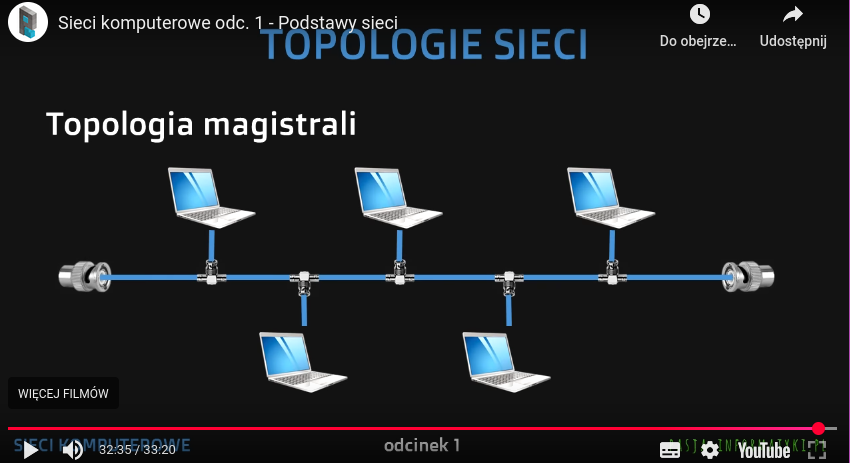 Sieci komputerowe odc. 1 - Podstawy sieci
Do obejrze...
Udostępnij
TOPOLOGIE SIECI
Topologia magistrali
WIĘCEJ FILMÓW
SIECI KOMPUTEROWE
odcinek 1
32:35 / 33:20
YouTube